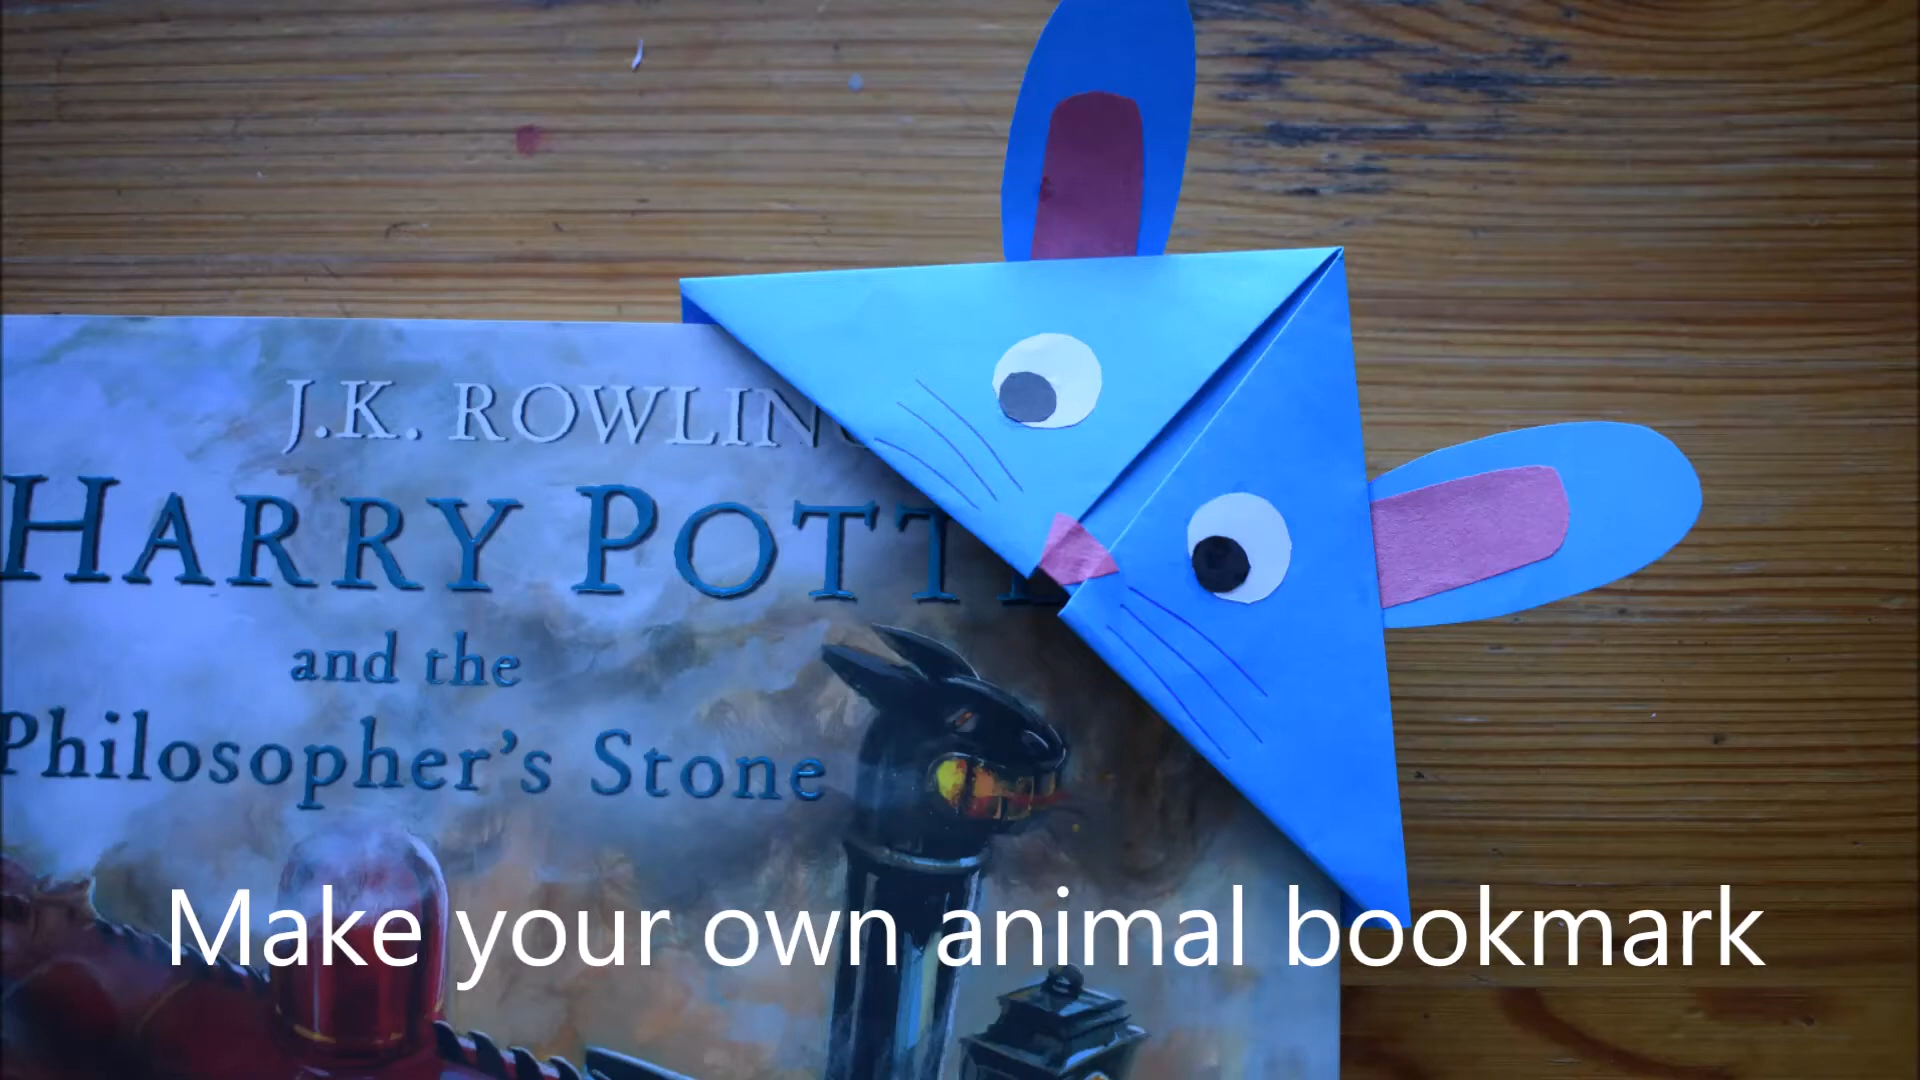 J.K. ROWLIN
HARRY POTT
and the
Philosopher's Stone
Make your own animal bookmark